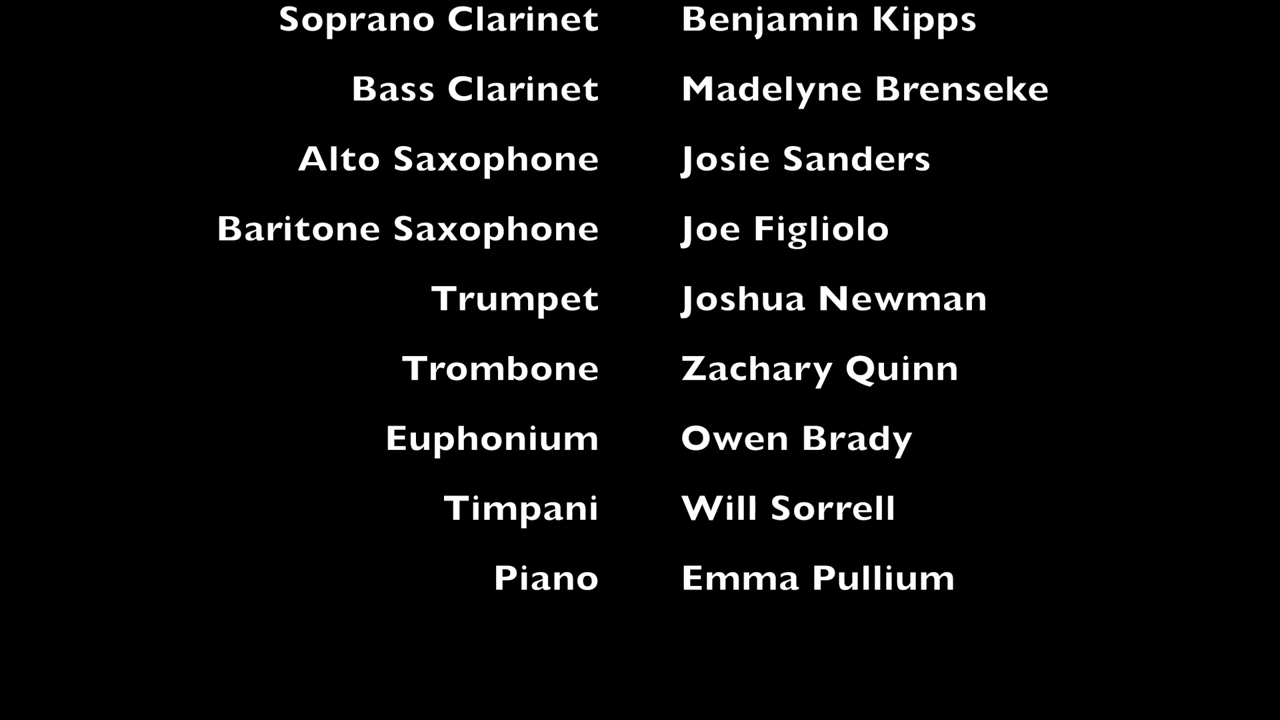 Soprano Clarinet Benjamin Kipps
Bass Clarinet Madelyne Brenseke
Alto Saxophone Josie Sanders
Baritone Saxophone Joe Figliolo
Trumpet Joshua Newman
Trombone Zachary Quinn
Euphonium Owen Brady
Timpani Will Sorrell
Piano Emma Pullium